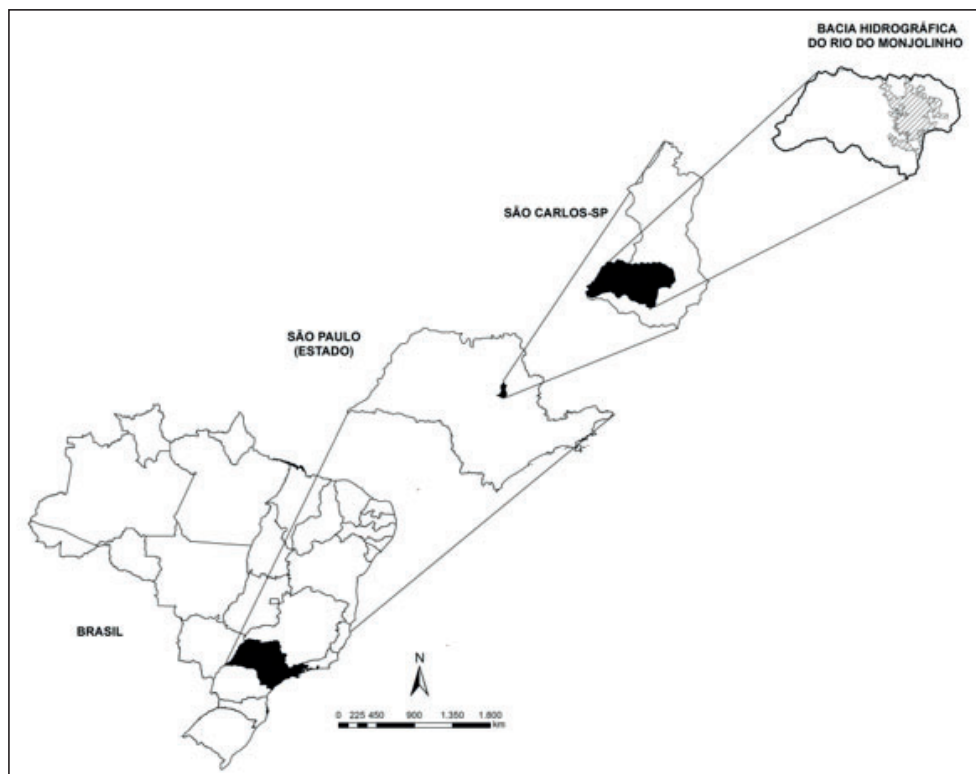 BACIA HIDROGRÁFICA
DO RIO DO MONJOLINHO
SÃO CARLOS-SP
SÃO PAULO
(ESTADO)
BRASIL
N
0 225 450 900 1.350 1.800
km